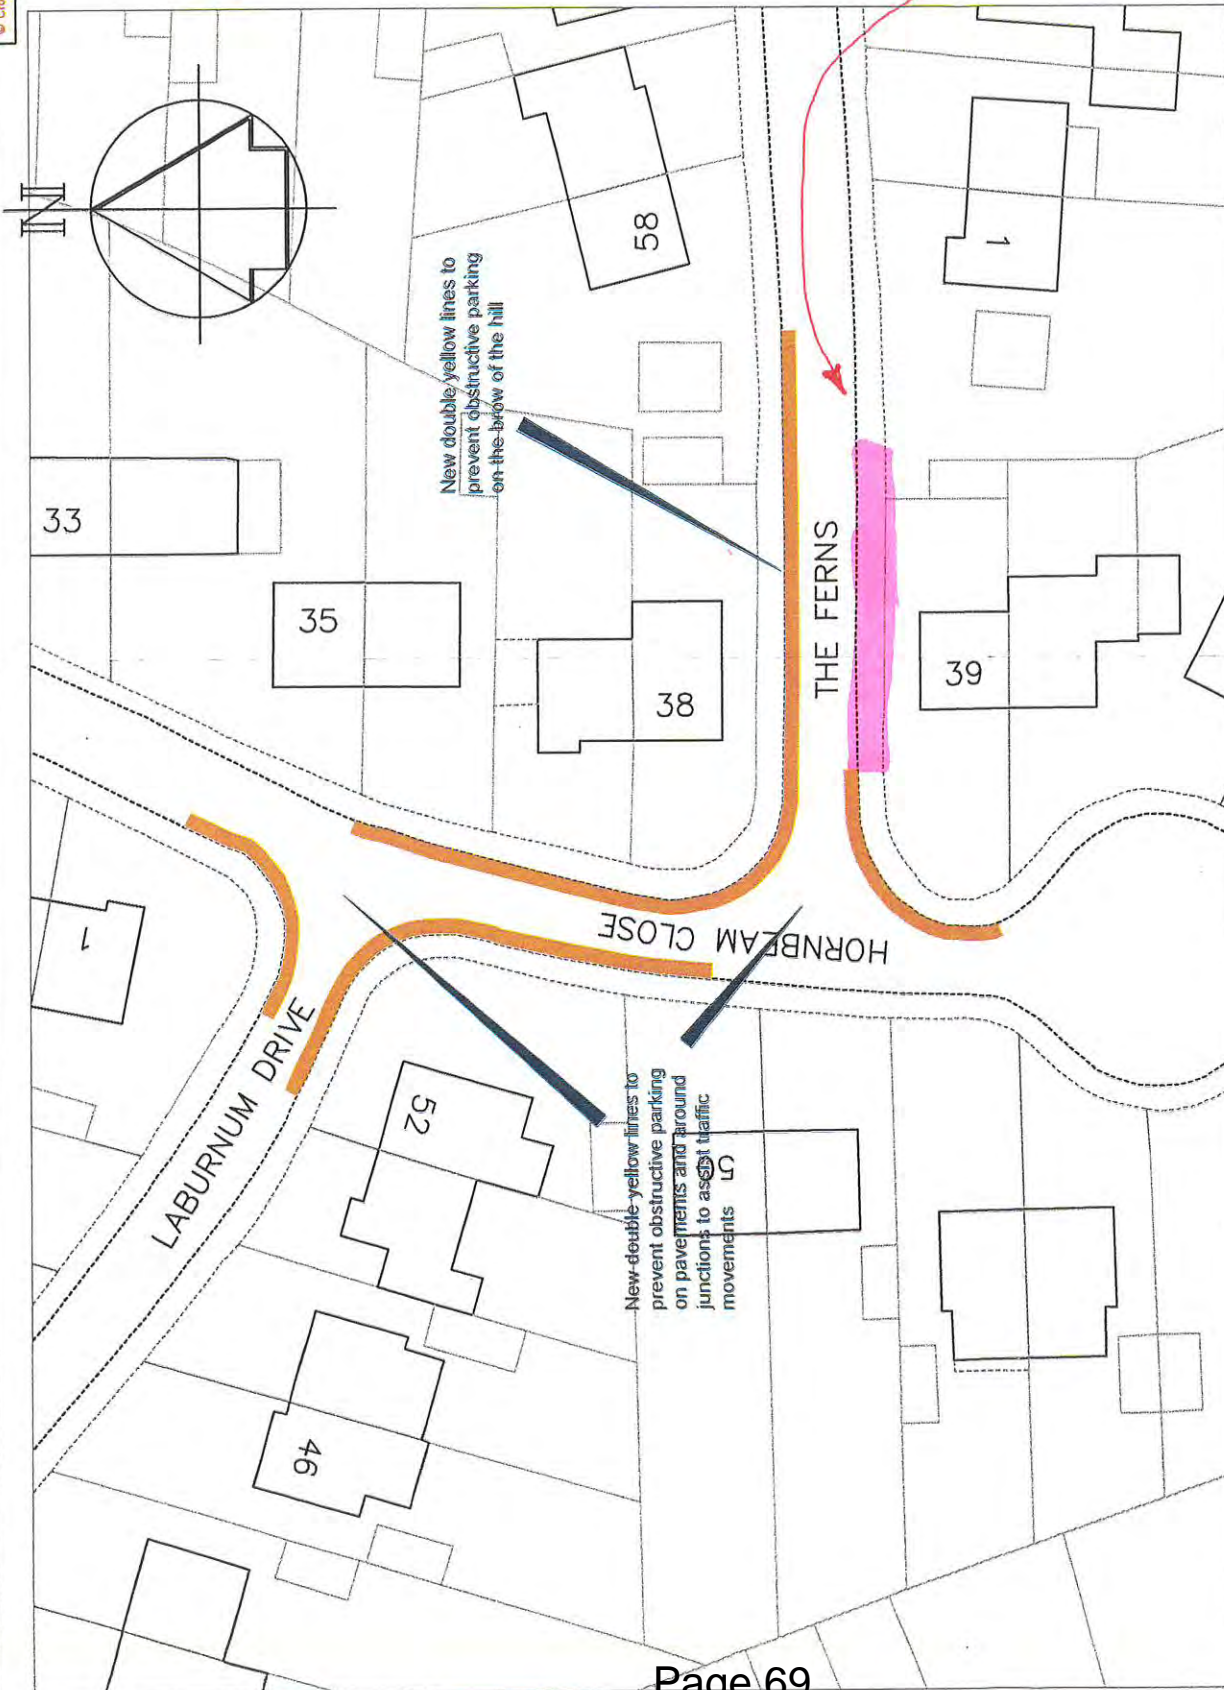 N
58
1
New double yellow lines to
prevent obstructive parking
on the brow of the hill
33
35
38
THE FERNS
39
1
HORNBEAM CLOSE
LABURNUM DRIVE
52
New double yellow lines to
prevent obstructive parking
on pavements and around
junctions to assist traffic
movements
46
Page 69